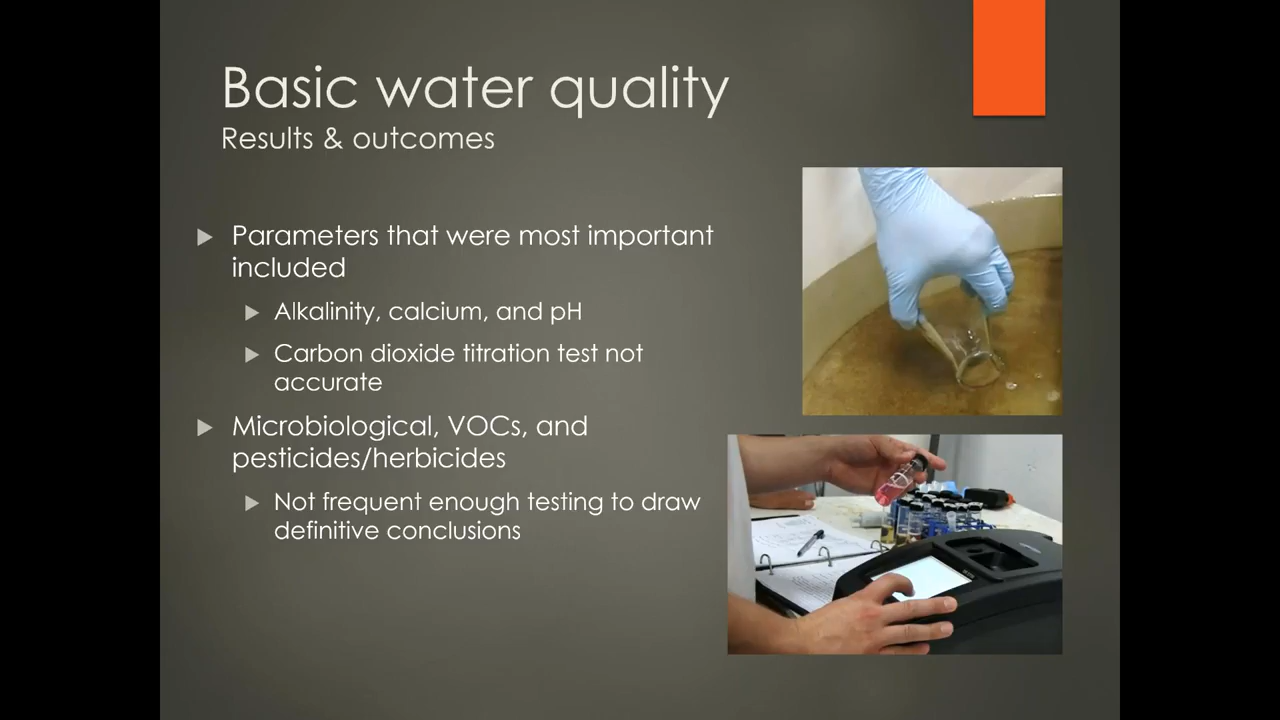 Basic water quality
Results & outcomes
Parameters that were most important
included
Alkalinity, calcium, and pH
Carbon dioxide titration test not
accurate
Microbiological, VOCs, and
pesticides/herbicides
Not frequent enough testing to draw
definitive conclusions